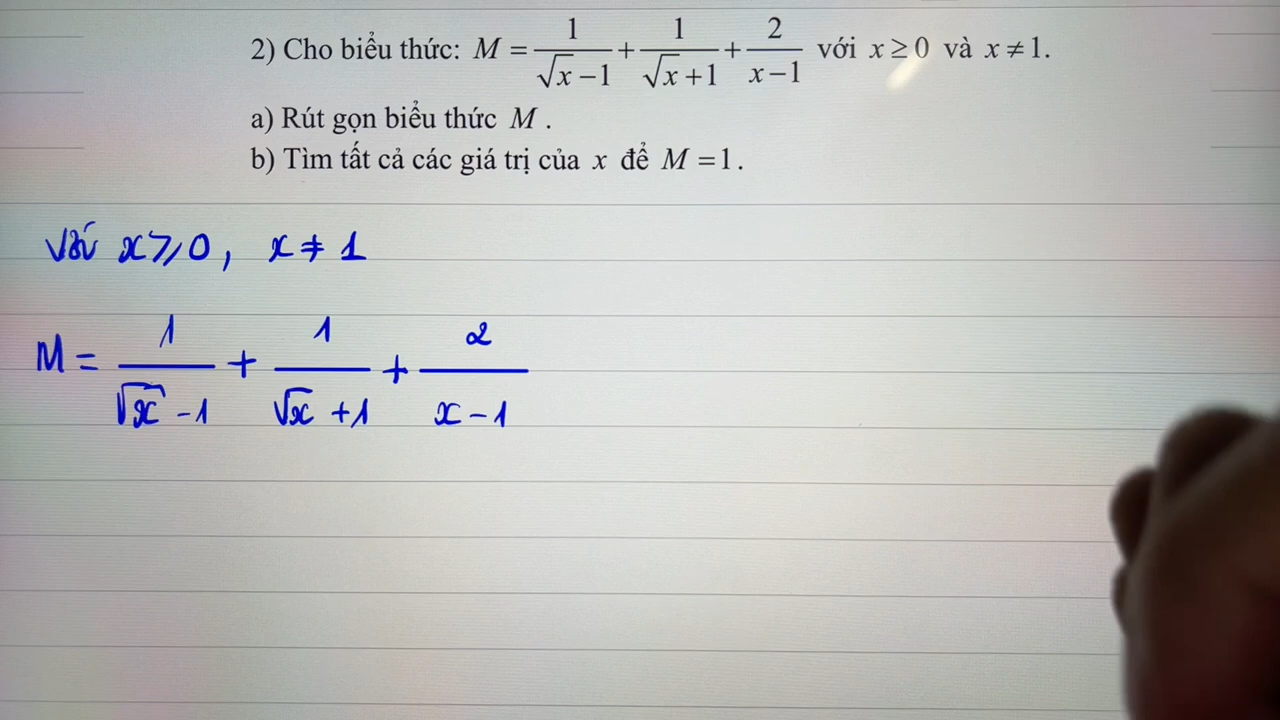 2) Cho biểu thức: M = 1/(√x−1) + 1/(√x+1) + 2/(x−1) với x ≥ 0 và x ≠ 1.
a) Rút gọn biểu thức M .
b) Tìm tất cả các giá trị của x để M = 1.
Với x ≥ 0, x ≠ 1
M = 1/(√x −1) + 1/(√x +1) + 2/(x −1)